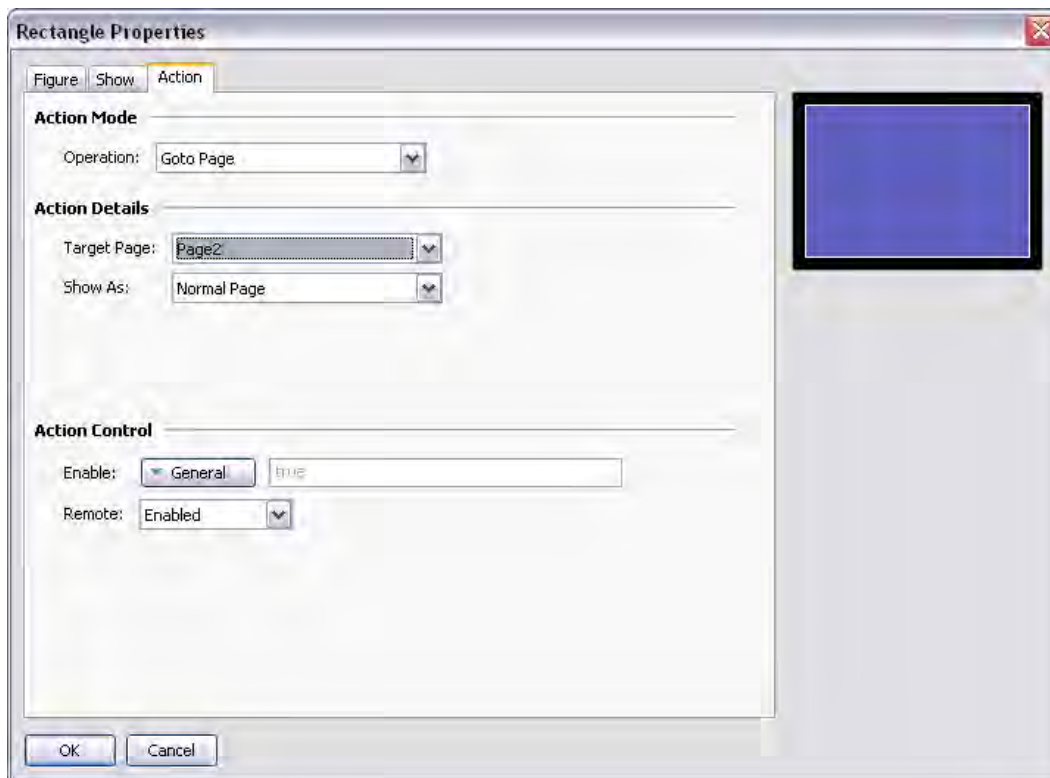 Rectangle Properties
Figure Show Action
Action Mode
Operation: Goto Page
Action Details
Target Page: Page2
Show As: Normal Page
Action Control
Enable: General true
Remote: Enabled
OK Cancel